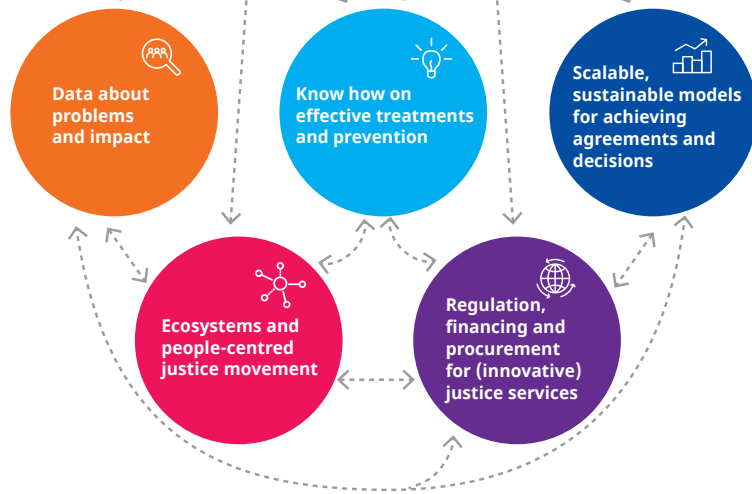 Data about
problems
and impact
Know how on
effective treatments
and prevention
Scalable,
sustainable models
for achieving
agreements and
decisions
Ecosystems and
people-centred
justice movement
Regulation,
financing and
procurement
for (innovative)
justice services